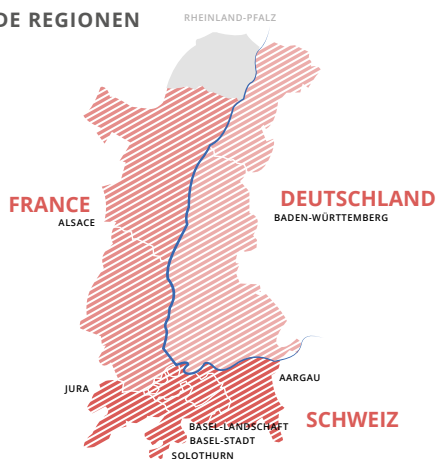 DE REGIONEN
RHEINLAND-PFALZ
FRANCE
ALSACE
DEUTSCHLAND
BADEN-WÜRTTEMBERG
JURA
AARGAU
SCHWEIZ
BASEL-LANDSCHAFT
BASEL-STADT
SOLOTHURN